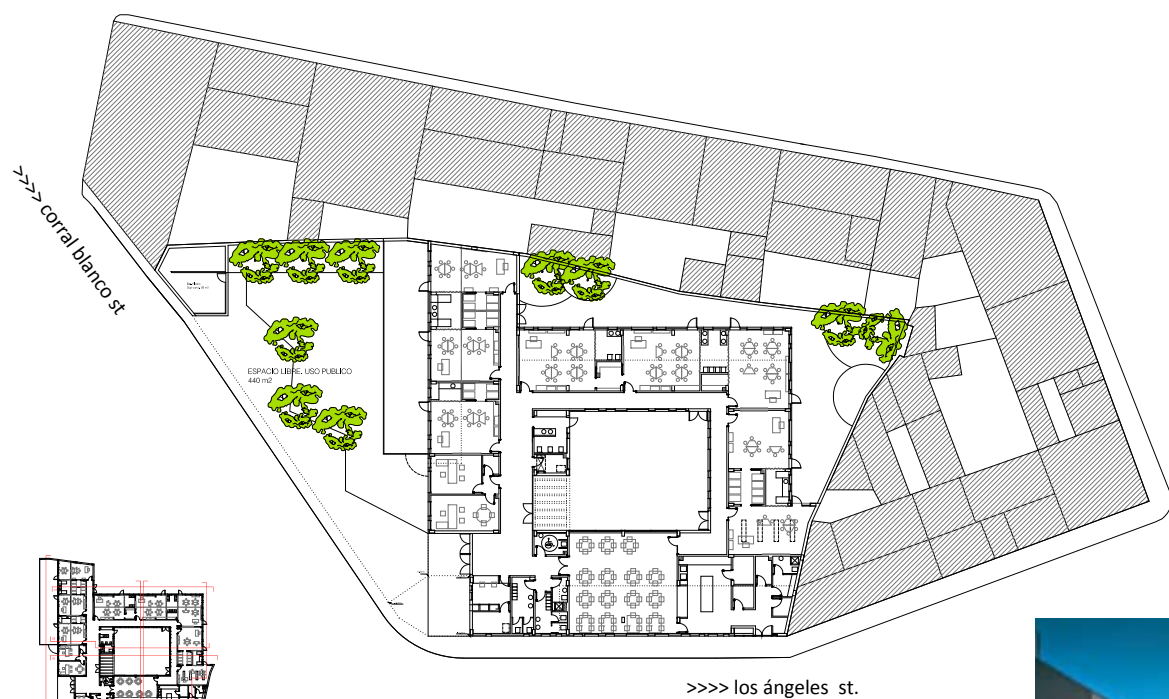 >>>> corral blanco st
ESPACIO LIBRE. USO PUBLICO
440 m2
>>>> los ángeles st.